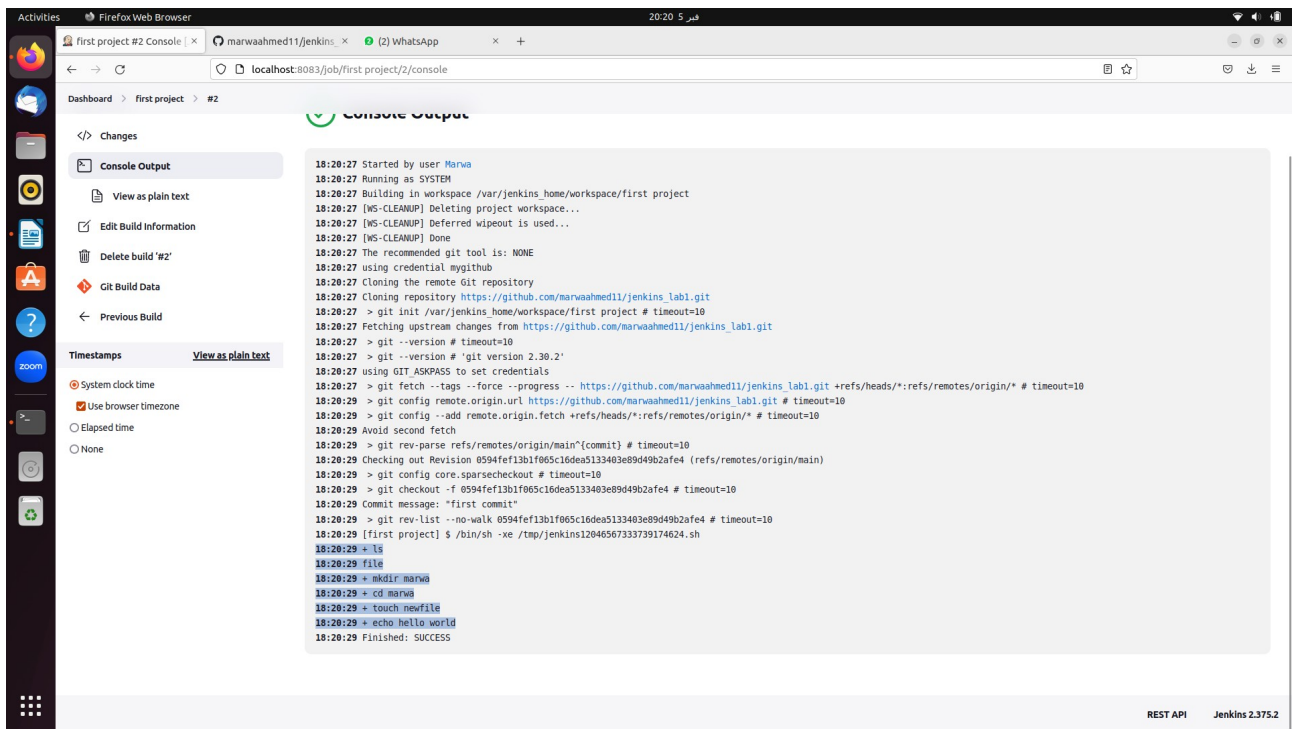 Activities
Firefox Web Browser
20:20 5 فبر
first project #2 Console
marwaahmed11/jenkins_
(2) WhatsApp
localhost:8083/job/first project/2/console
Dashboard > first project > #2
Console Output
Changes
Console Output
View as plain text
Edit Build Information
Delete build '#2'
Git Build Data
Previous Build
Timestamps
View as plain text
System clock time
Use browser timezone
Elapsed time
None
18:20:27 Started by user Marwa
18:20:27 Running as SYSTEM
18:20:27 Building in workspace /var/jenkins_home/workspace/first project
18:20:27 [WS-CLEANUP] Deleting project workspace...
18:20:27 [WS-CLEANUP] Deferred wipeout is used...
18:20:27 [WS-CLEANUP] Done
18:20:27 The recommended git tool is: NONE
18:20:27 using credential mygithub
18:20:27 Cloning the remote Git repository
18:20:27 Cloning repository https://github.com/marwaahmed11/jenkins_lab1.git
18:20:27 > git init /var/jenkins_home/workspace/first project # timeout=10
18:20:27 Fetching upstream changes from https://github.com/marwaahmed11/jenkins_lab1.git
18:20:27 > git --version # timeout=10
18:20:27 > git --version # 'git version 2.30.2'
18:20:27 using GIT_ASKPASS to set credentials
18:20:27 > git fetch --tags --force --progress -- https://github.com/marwaahmed11/jenkins_lab1.git +refs/heads/*:refs/remotes/origin/* # timeout=10
18:20:29 > git config remote.origin.url https://github.com/marwaahmed11/jenkins_lab1.git # timeout=10
18:20:29 > git config --add remote.origin.fetch +refs/heads/*:refs/remotes/origin/* # timeout=10
18:20:29 Avoid second fetch
18:20:29 > git rev-parse refs/remotes/origin/main^{commit} # timeout=10
18:20:29 Checking out Revision 0594fef13b1f065c16dea5133403e89d49b2afe4 (refs/remotes/origin/main)
18:20:29 > git config core.sparsecheckout # timeout=10
18:20:29 > git checkout -f 0594fef13b1f065c16dea5133403e89d49b2afe4 # timeout=10
18:20:29 Commit message: "first commit"
18:20:29 > git rev-list --no-walk 0594fef13b1f065c16dea5133403e89d49b2afe4 # timeout=10
18:20:29 [first project] $ /bin/sh -xe /tmp/jenkins12046567333739174624.sh
18:20:29 + ls
18:20:29 file
18:20:29 + mkdir marwa
18:20:29 + cd marwa
18:20:29 + touch newfile
18:20:29 + echo hello world
18:20:29 Finished: SUCCESS
zoom
REST API
Jenkins 2.375.2